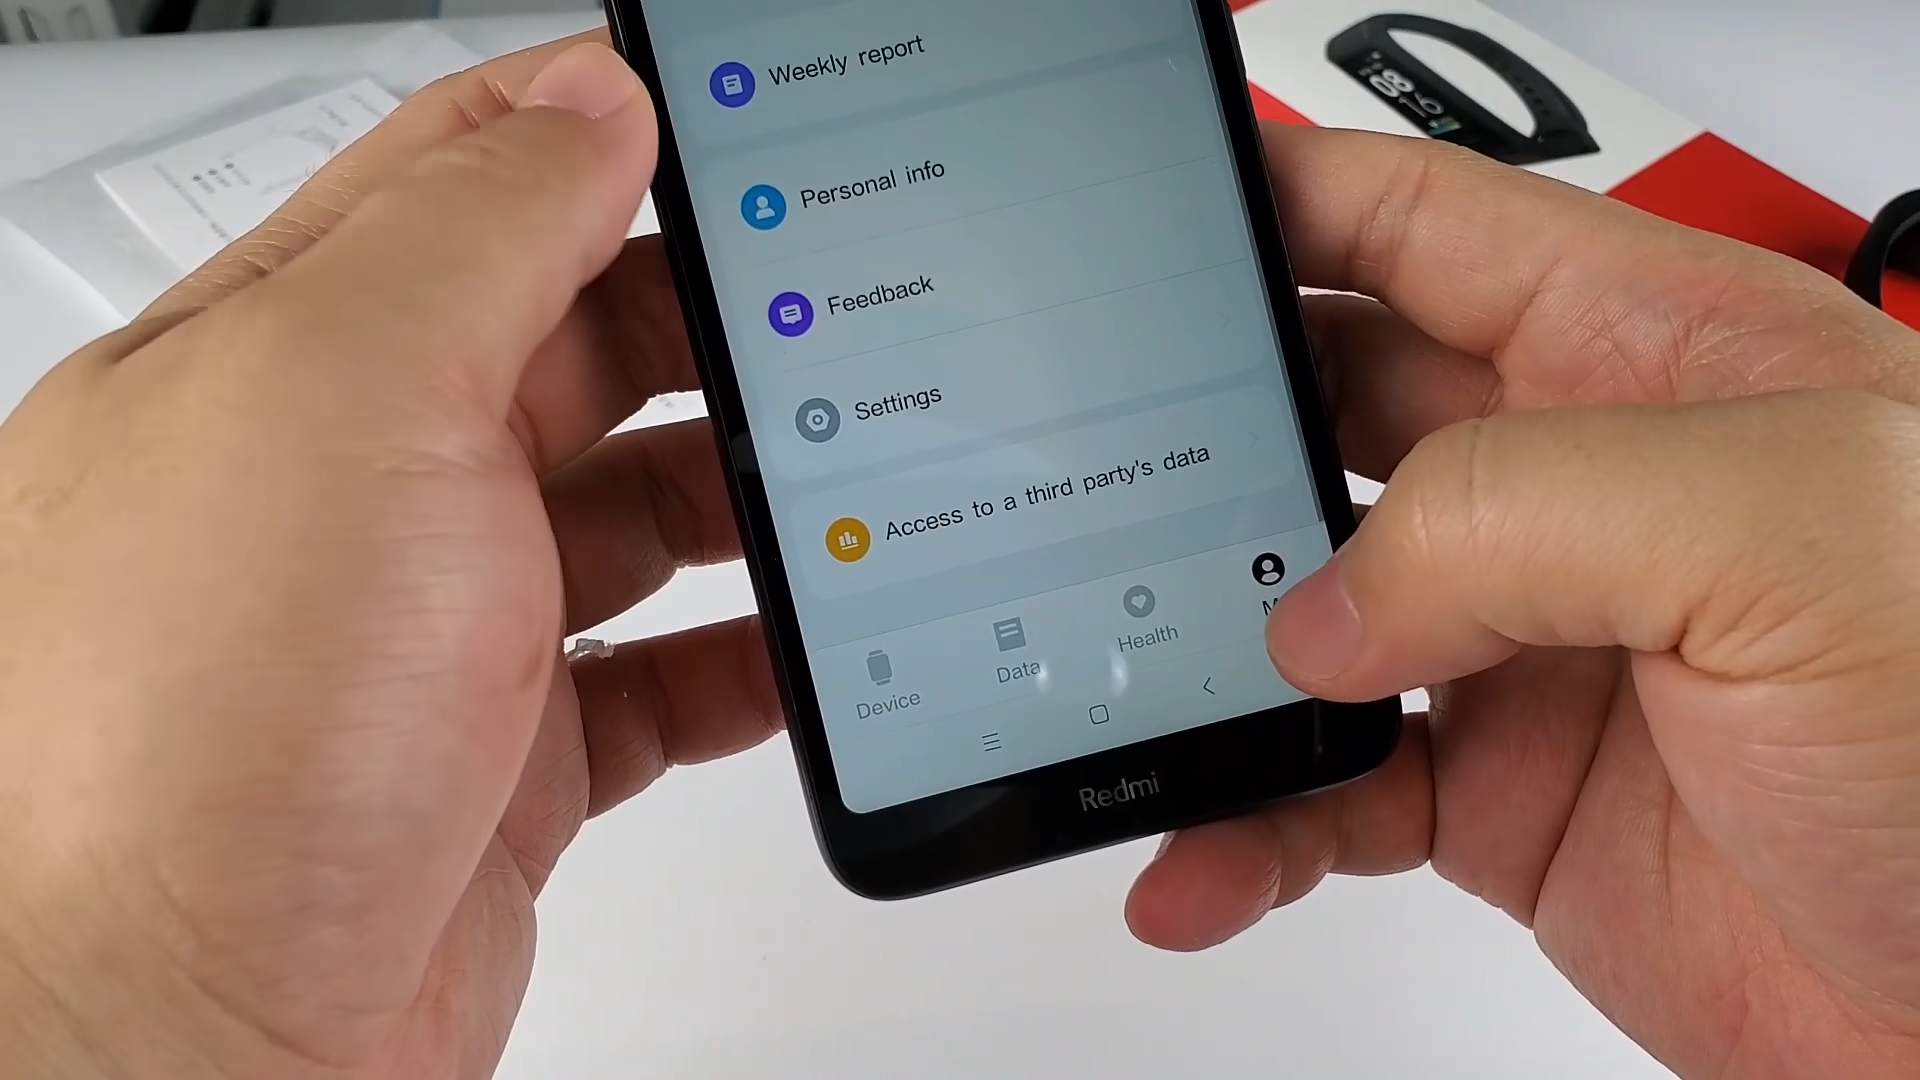 Weekly report
Personal info
Feedback
Settings
Access to a third party's data
Device
Data
Health
Redmi